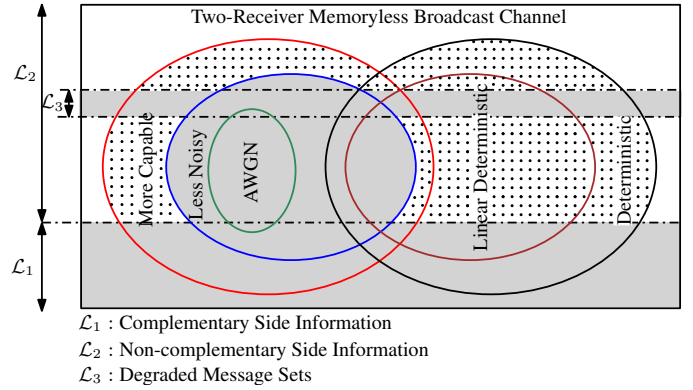 Two-Receiver Memoryless Broadcast Channel
ℒ₂
ℒ₃
More Capable
Less Noisy
AWGN
Linear Deterministic
Deterministic
ℒ₁
ℒ₁ : Complementary Side Information
ℒ₂ : Non-complementary Side Information
ℒ₃ : Degraded Message Sets